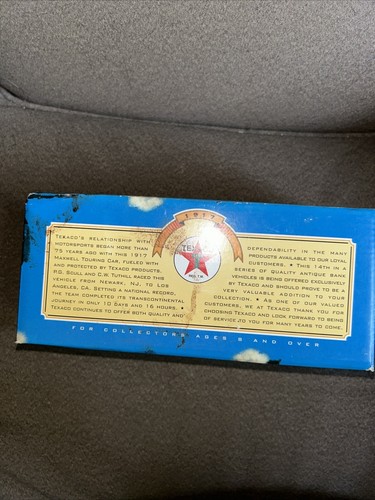 1917
TEXACO'S RELATIONSHIP WITH
MOTORSPORTS BEGAN MORE THAN
75 YEARS AGO WITH THIS 1917
MAXWELL TOURING CAR, FUELED WITH
AND PROTECTED BY TEXACO PRODUCTS.
P.G. SCULL AND C.W. TUTHILL RACED THIS
VEHICLE FROM NEWARK, NJ, TO LOS
ANGELES, CA. SETTING A NATIONAL RECORD,
THE TEAM COMPLETED ITS TRANSCONTINENTAL
JOURNEY IN ONLY 10 DAYS AND 16 HOURS. •
TEXACO CONTINUES TO OFFER BOTH QUALITY AND
DEPENDABILITY IN THE MANY
PRODUCTS AVAILABLE TO OUR LOYAL
CUSTOMERS. • THIS 14TH IN A
SERIES OF QUALITY ANTIQUE BANK
VEHICLES IS BEING OFFERED EXCLUSIVELY
BY TEXACO AND SHOULD PROVE TO BE A
VERY VALUABLE ADDITION TO YOUR
COLLECTION. • AS ONE OF OUR VALUED
CUSTOMERS, WE AT TEXACO THANK YOU FOR
CHOOSING TEXACO AND LOOK FORWARD TO BEING
OF SERVICE TO YOU FOR MANY YEARS TO COME.
FOR COLLECTORS AGES 8 AND OVER